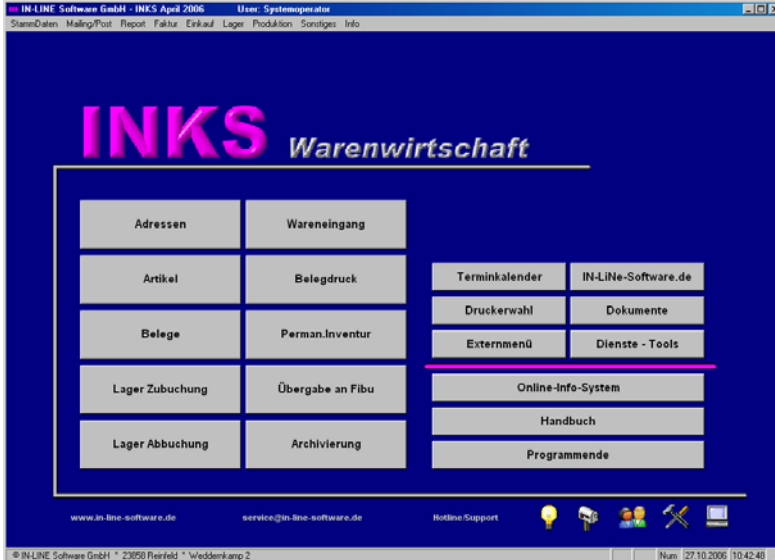 IN-LINE Software GmbH - INKS April 2006 User: Systemoperator
StammDaten Mailing/Post Report Faktur Einkauf Lager Produktion Sonstiges Info
INKS Warenwirtschaft
Adressen Wareneingang
Artikel Belegdruck
Terminkalender IN-LiNe-Software.de
Druckerwahl Dokumente
Belege Perman.Inventur
Externmenü Dienste - Tools
Lager Zubuchung Übergabe an Fibu
Online-Info-System
Handbuch
Lager Abbuchung Archivierung
Programmende
www.in-line-software.de service@in-line-software.de Hotline/Support
© IN-LINE Software GmbH * 23858 Reinfeld * Weddernkamp 2 Num 27.10.2006 10:42:48